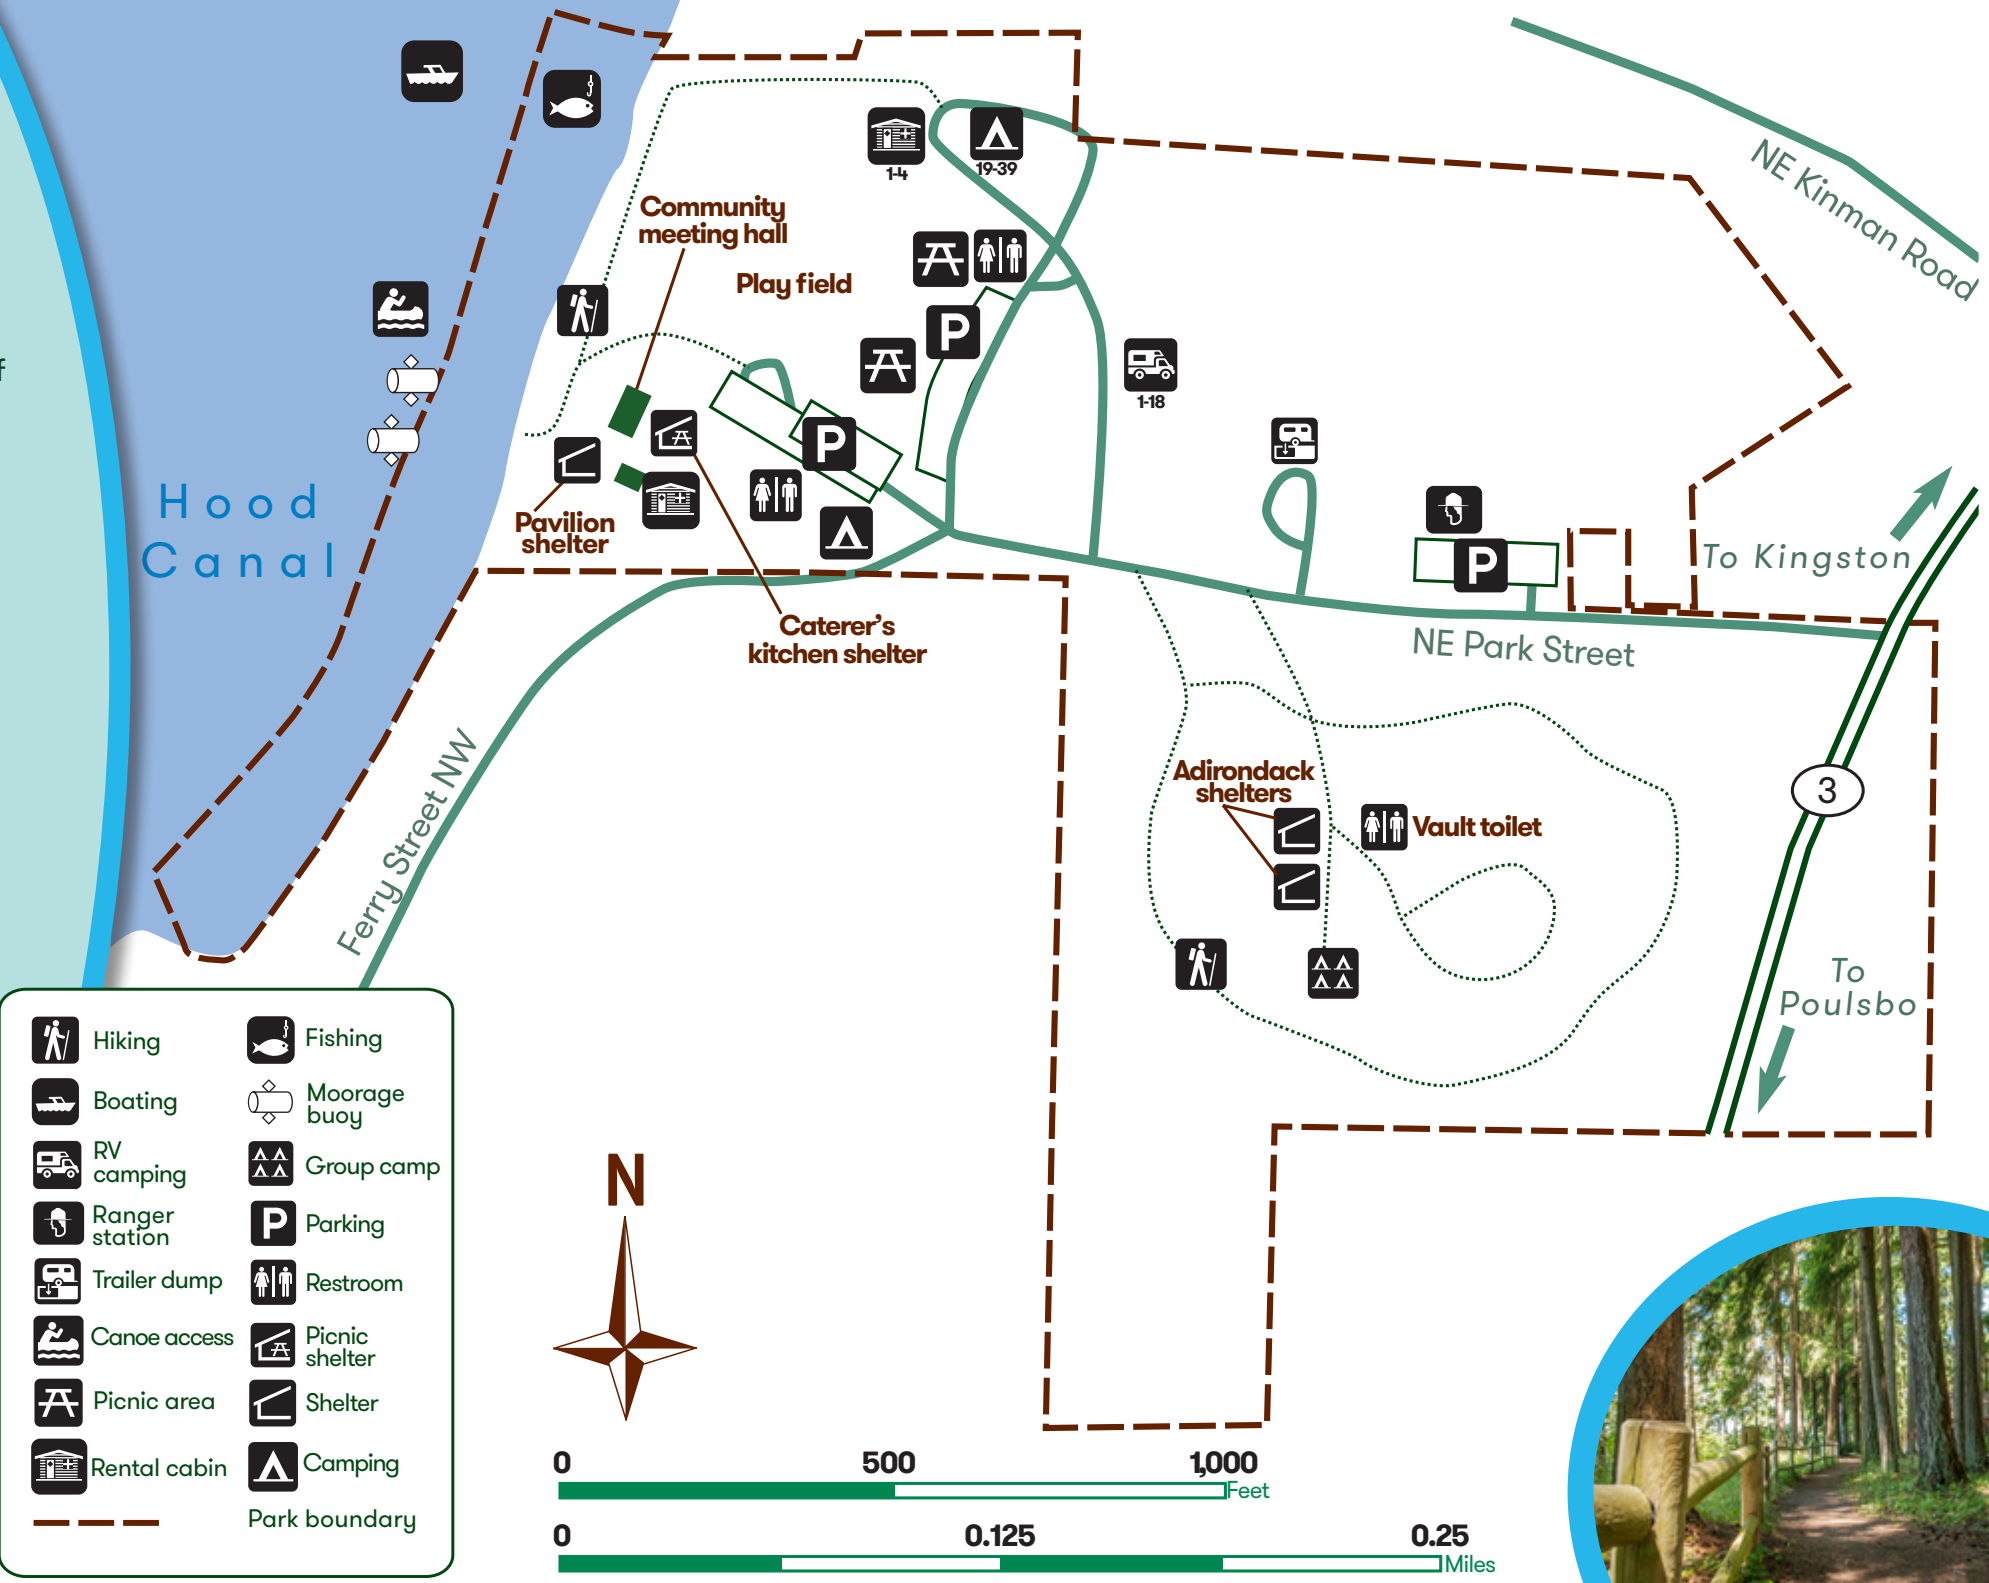 f
1-4
19-39
Community
meeting hall
Play field
P
1-18
P
Pavilion
shelter
Caterer's
kitchen shelter
Hood
Canal
NE Kinman Road
To Kingston
P
NE Park Street
Ferry Street NW
Adirondack
shelters
Vault toilet
3
To
Poulsbo
Hiking
Fishing
Boating
Moorage
buoy
RV
camping
Group camp
Ranger
station
P
Parking
Trailer dump
Restroom
Canoe access
Picnic
shelter
Picnic area
Shelter
Rental cabin
Camping
Park boundary
N
0 500 1,000
Feet
0 0.125 0.25
Miles